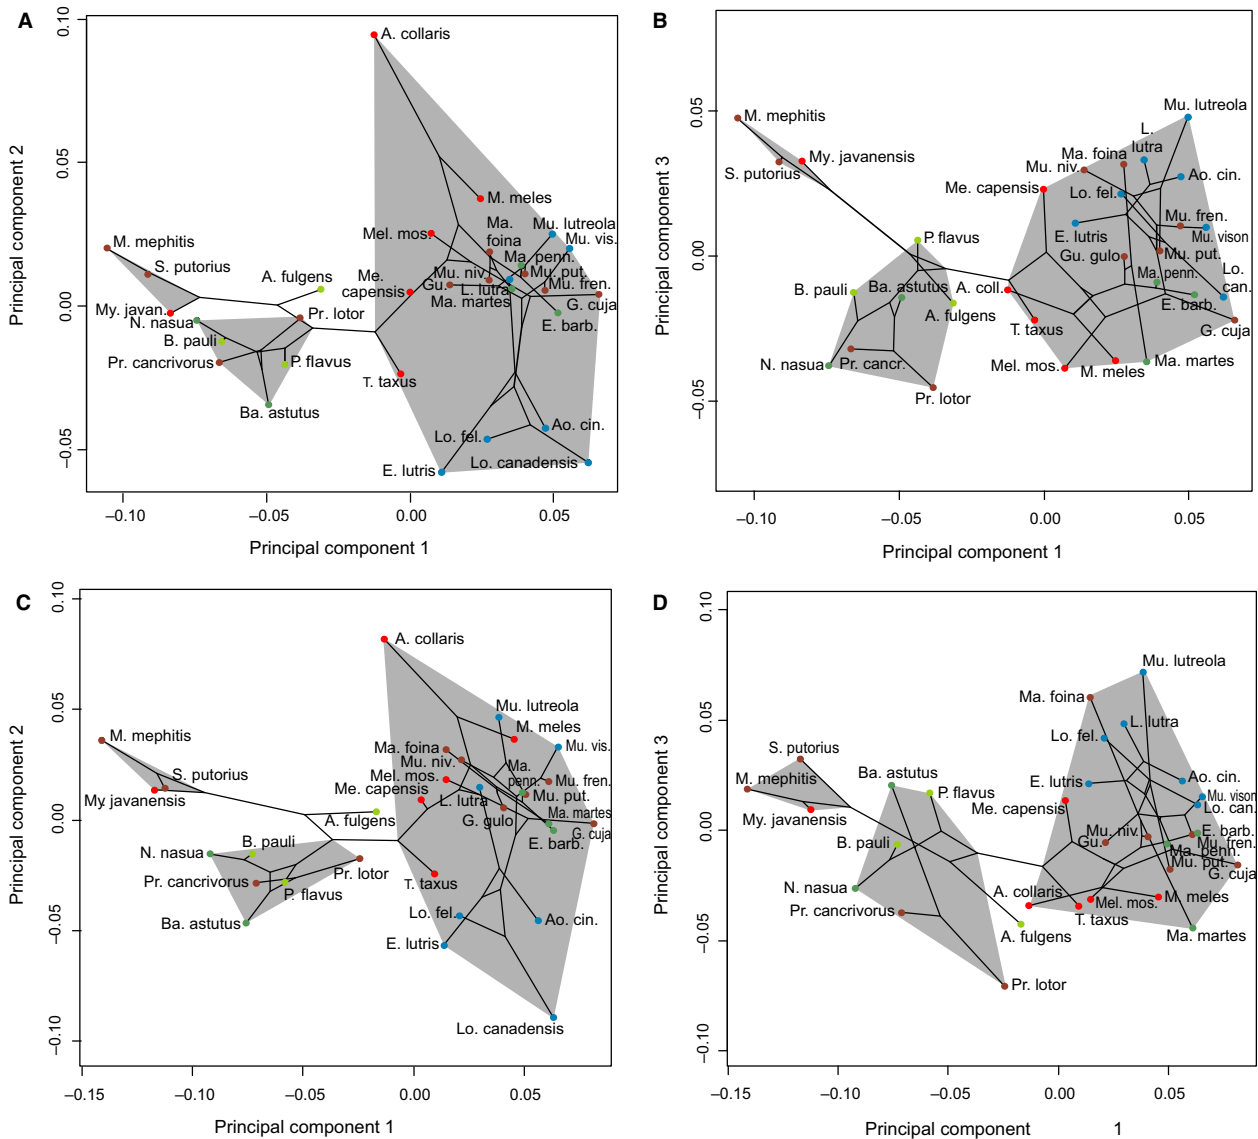 A
0.10
0.05
0.00
−0.05
Principal component 2
A. collaris
M. meles
Mel. mos.
Ma.
foina
Mu. lutreola
Mu. vis.
Ma. penn.
Mu. niv.
Mu. put.
Me.
capensis
Gu.
L. lutra
Mu. fren.
Ma. martes
G. cuja
E. barb.
M. mephitis
S. putorius
A. fulgens
My. javan.
N. nasua
Pr. lotor
B. pauli
Pr. cancrivorus
P. flavus
T. taxus
Ba. astutus
Lo. fel.
Ao. cin.
E. lutris
Lo. canadensis
−0.10
−0.05
0.00
0.05
Principal component 1
B
0.05
0.00
−0.05
Principal component 3
Mu. lutreola
M. mephitis
L.
lutra
My. javanensis
Ma. foina
S. putorius
Mu. niv.
Ao. cin.
Me. capensis
Lo. fel.
Mu. fren.
P. flavus
E. lutris
Mu. vison
Gu. gulo
Mu. put.
Lo.
can.
Ma. penn.
B. pauli
Ba. astutus
A. coll.
E. barb.
A. fulgens
T. taxus
G. cuja
N. nasua
Pr. cancr.
Mel. mos.
M. meles
Ma. martes
Pr. lotor
−0.10
−0.05
0.00
0.05
Principal component 1
C
0.10
0.05
0.00
−0.05
−0.10
Principal component 2
A. collaris
Mu. lutreola
M. meles
M. mephitis
Ma. foina
Mu. vis.
Mu. niv.
S. putorius
Mel. mos.
Ma.
penn.
Mu. fren.
My javanensis
Me. capensis
L. lutra
Mu. put.
A. fulgens
G. gulo
Ma. martes
G. cuja
E. barb.
N. nasua
B. pauli
Pr. lotor
Pr. cancrivorus
P. flavus
T. taxus
Ba. astutus
Lo. fel.
Ao. cin.
E. lutris
Lo. canadensis
−0.15
−0.10
−0.05
0.00
0.05
Principal component 1
D
0.10
0.05
0.00
−0.05
−0.10
Principal component 3
Mu. lutreola
Ma. foina
L. lutra
Lo. fel.
S. putorius
Ba. astutus
M. mephitis
P. flavus
E. lutris
Ao. cin.
Mu. vison
My. javanensis
Me. capensis
Lo. can.
B. pauli
Mu. niv.
E. barb.
Gu.
Mu. fren.
Ma. penn.
Mu. put.
G. cuja
N. nasua
A. collaris
M. meles
Mel. mos.
Pr. cancrivorus
T. taxus
A. fulgens
Ma. martes
Pr. lotor
−0.15
−0.10
−0.05
0.00
0.05
Principal component 1